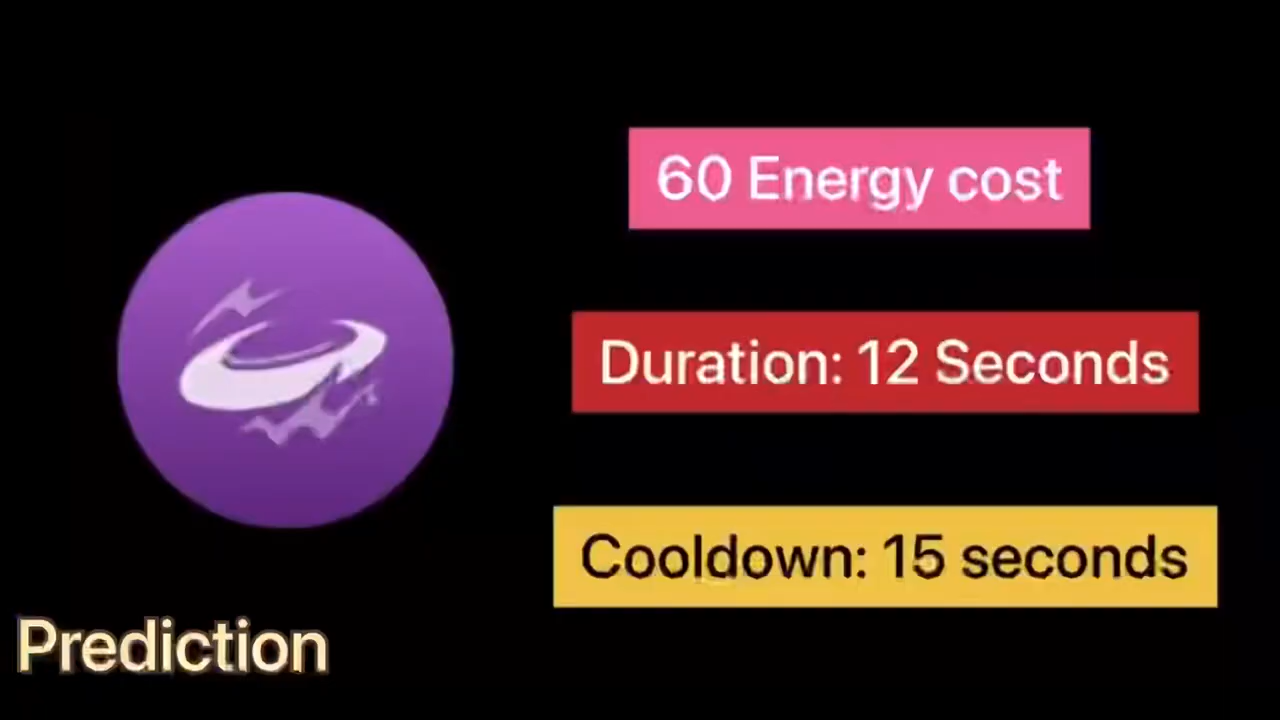 60 Energy cost
Duration: 12 Seconds
Cooldown: 15 seconds
Prediction